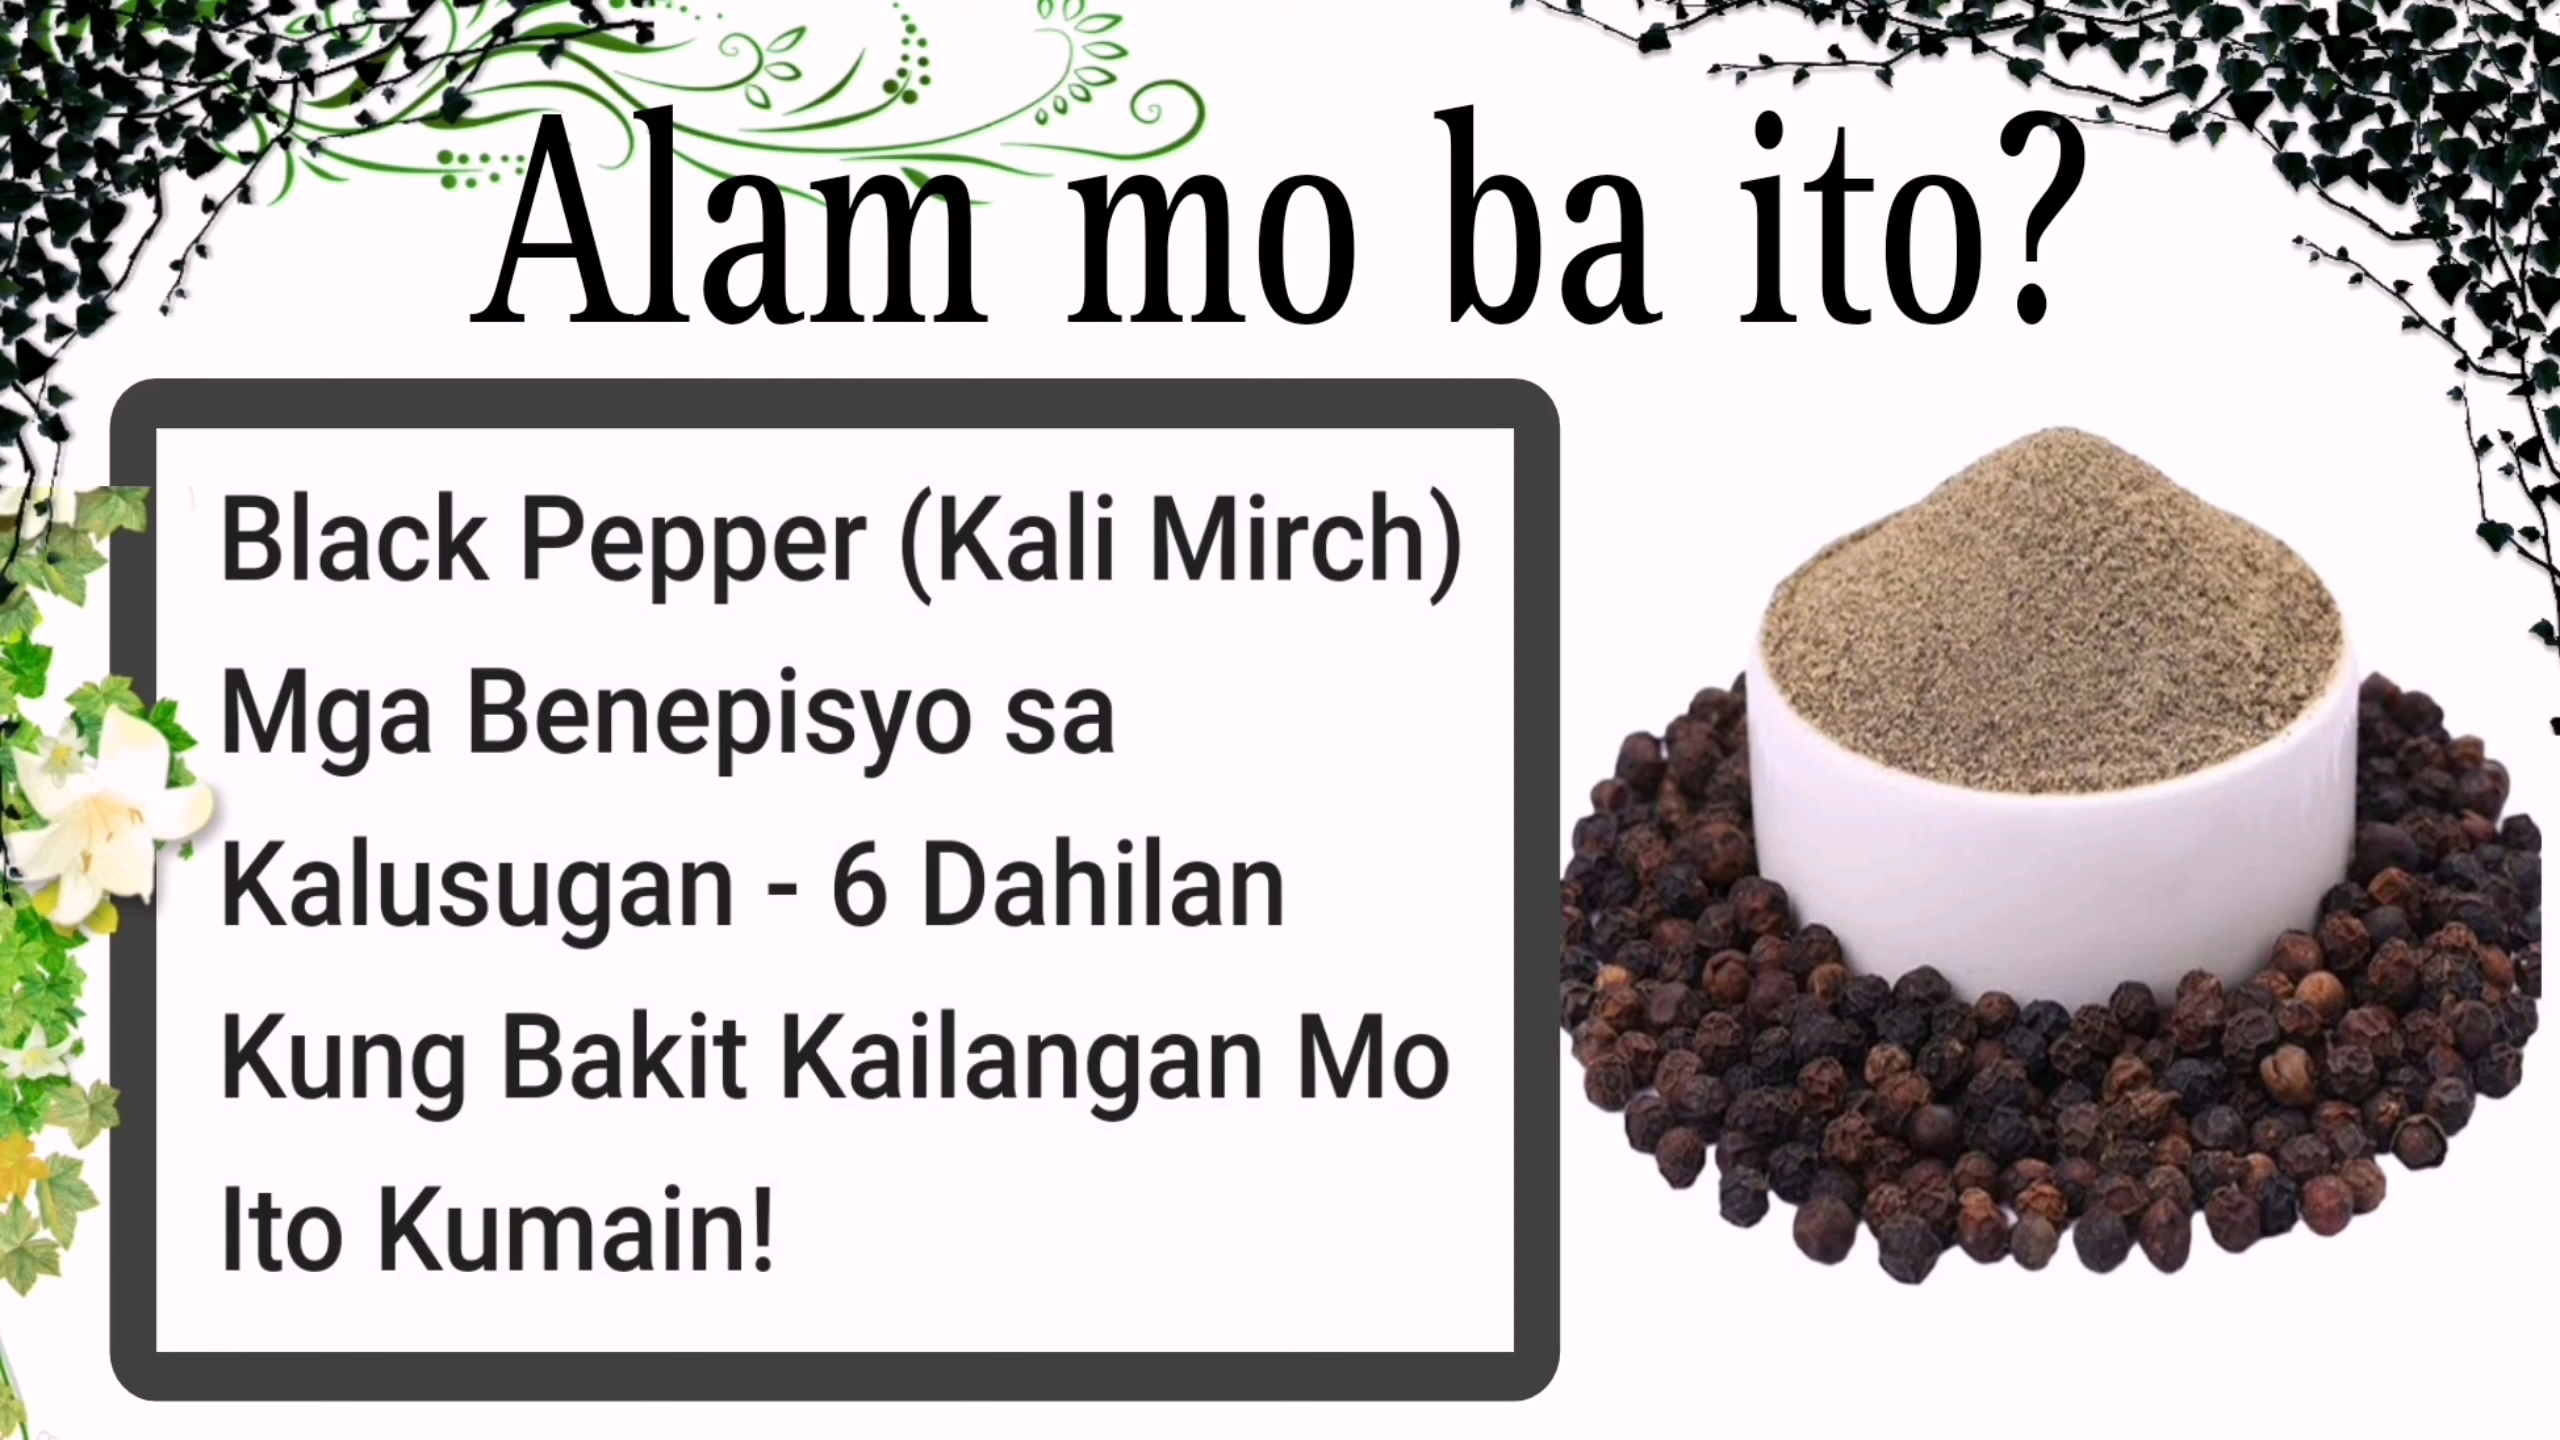 Alam mo ba ito?
Black Pepper (Kali Mirch)
Mga Benepisyo sa
Kalusugan - 6 Dahilan
Kung Bakit Kailangan Mo
Ito Kumain!